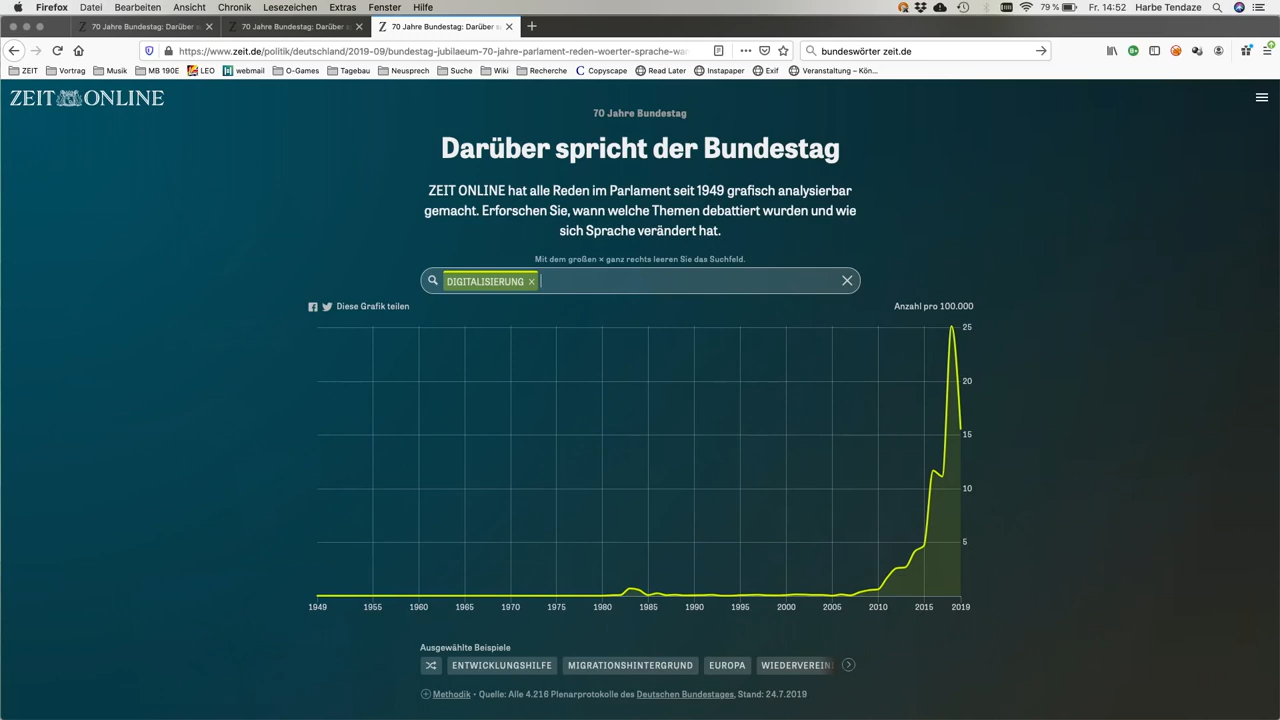 Firefox Datei Bearbeiten Ansicht Chronik Lesezeichen Extras Fenster Hilfe 79 % Fr. 14:52 Harbe Tendaze
70 Jahre Bundestag: Darüber × 70 Jahre Bundestag: Darüber × 70 Jahre Bundestag: Darüber × +
https://www.zeit.de/politik/deutschland/2019-09/bundestag-jubilaeum-70-jahre-parlament-reden-woerter-sprache-wan bundeswörter zeit.de
ZEIT Vortrag Musik MB 190E LEO webmail O-Games Tagebau Neusprech Suche Wiki Recherche Copyscape Read Later Instapaper Exif Veranstaltung – Kön...
ZEIT ONLINE
70 Jahre Bundestag
Darüber spricht der Bundestag
ZEIT ONLINE hat alle Reden im Parlament seit 1949 grafisch analysierbar
gemacht. Erforschen Sie, wann welche Themen debattiert wurden und wie
sich Sprache verändert hat.
Mit dem großen × ganz rechts leeren Sie das Suchfeld.
DIGITALISIERUNG ×
Diese Grafik teilen Anzahl pro 100.000
25
20
15
10
5
1949 1955 1960 1965 1970 1975 1980 1985 1990 1995 2000 2005 2010 2015 2019
Ausgewählte Beispiele
ENTWICKLUNGSHILFE MIGRATIONSHINTERGRUND EUROPA WIEDERVEREIN
Methodik • Quelle: Alle 4.216 Plenarprotokolle des Deutschen Bundestages, Stand: 24.7.2019